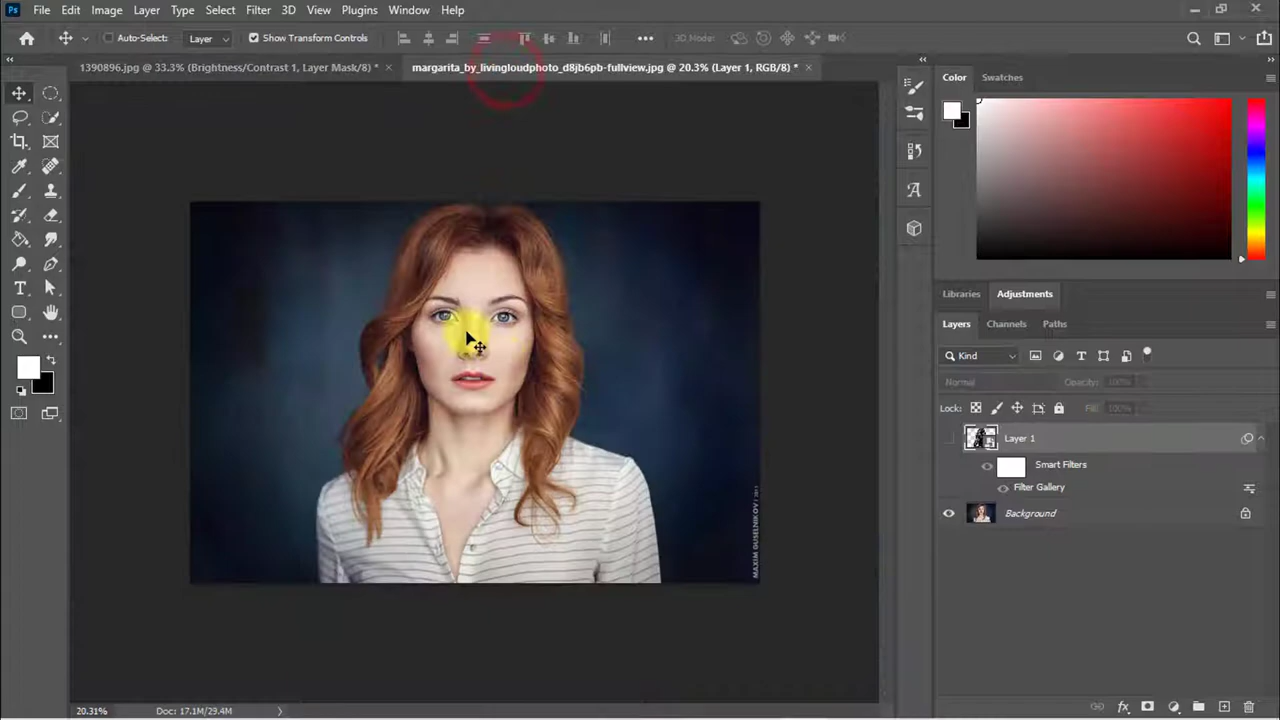 Ps File Edit Image Layer Type Select Filter 3D View Plugins Window Help
Auto-Select: Layer Show Transform Controls 3D Mode:
1390896.jpg @ 33.3% (Brightness/Contrast 1, Layer Mask/8) *
margarita_by_livingloudphoto_d8jb6pb-fullview.jpg @ 20.3% (Layer 1, RGB/8) *
Color Swatches
Libraries Adjustments
Layers Channels Paths
Kind
Normal Opacity: 100%
Lock: Fill: 100%
Layer 1
Smart Filters
Filter Gallery
Background
20.31% Doc: 17.1M/29.4M